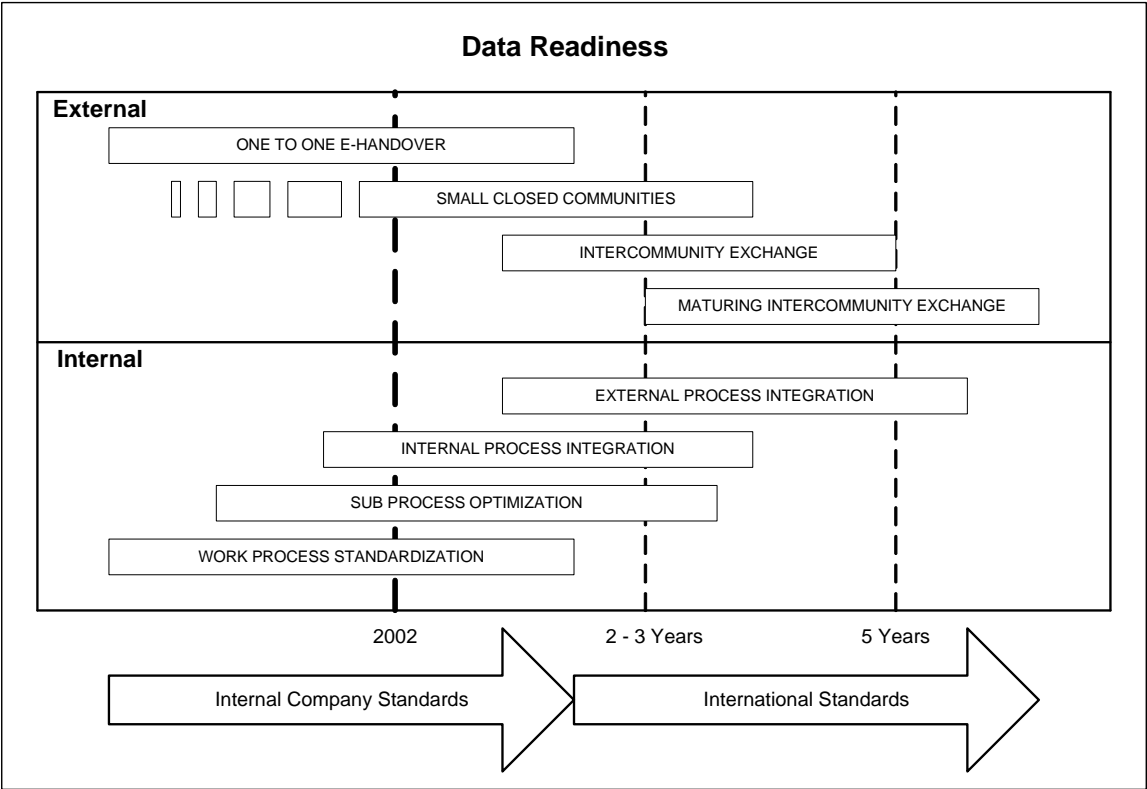 Data Readiness
External
ONE TO ONE E-HANDOVER
SMALL CLOSED COMMUNITIES
INTERCOMMUNITY EXCHANGE
MATURING INTERCOMMUNITY EXCHANGE
Internal
EXTERNAL PROCESS INTEGRATION
INTERNAL PROCESS INTEGRATION
SUB PROCESS OPTIMIZATION
WORK PROCESS STANDARDIZATION
2002
2 - 3 Years
5 Years
Internal Company Standards
International Standards